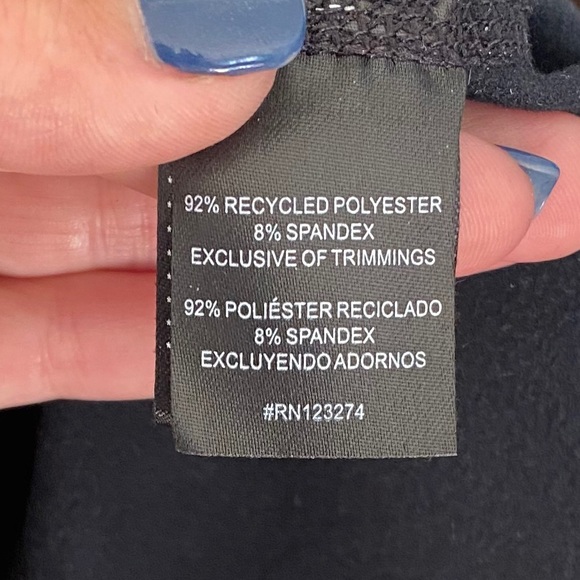 92% RECYCLED POLYESTER
8% SPANDEX
EXCLUSIVE OF TRIMMINGS
92% POLIÉSTER RECICLADO
8% SPANDEX
EXCLUYENDO ADORNOS
#RN123274